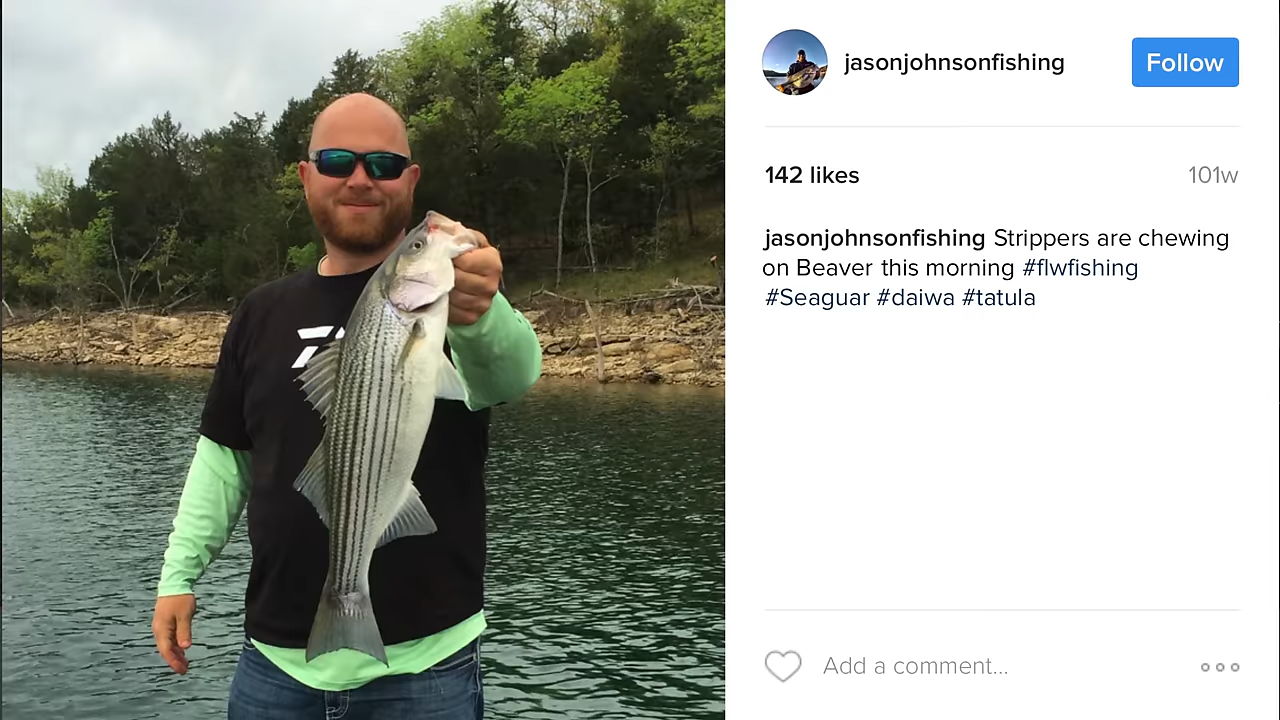 jasonjohnsonfishing
Follow
142 likes
101w
jasonjohnsonfishing Strippers are chewing
on Beaver this morning #flwfishing
#Seaguar #daiwa #tatula
Add a comment...